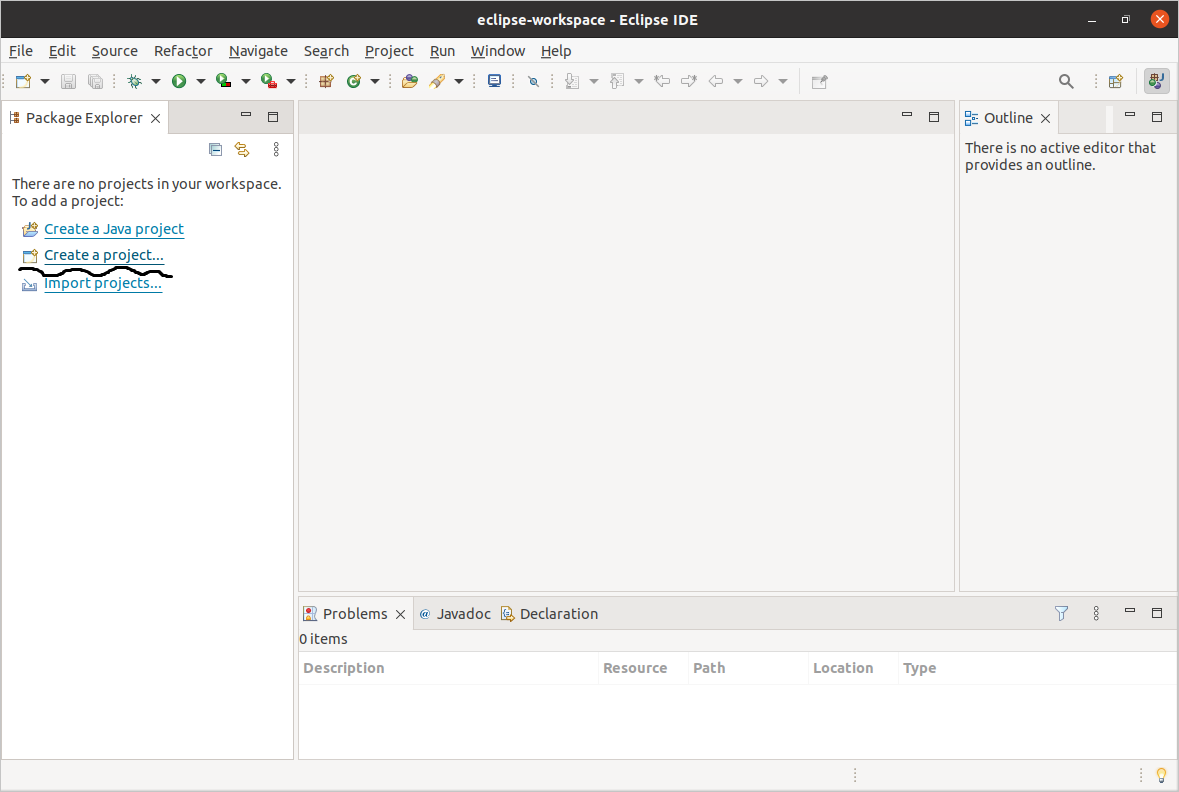 eclipse-workspace - Eclipse IDE
File Edit Source Refactor Navigate Search Project Run Window Help
Package Explorer
There are no projects in your workspace.
To add a project:
Create a Java project
Create a project...
Import projects...
Outline
There is no active editor that
provides an outline.
Problems @ Javadoc Declaration
0 items
Description Resource Path Location Type